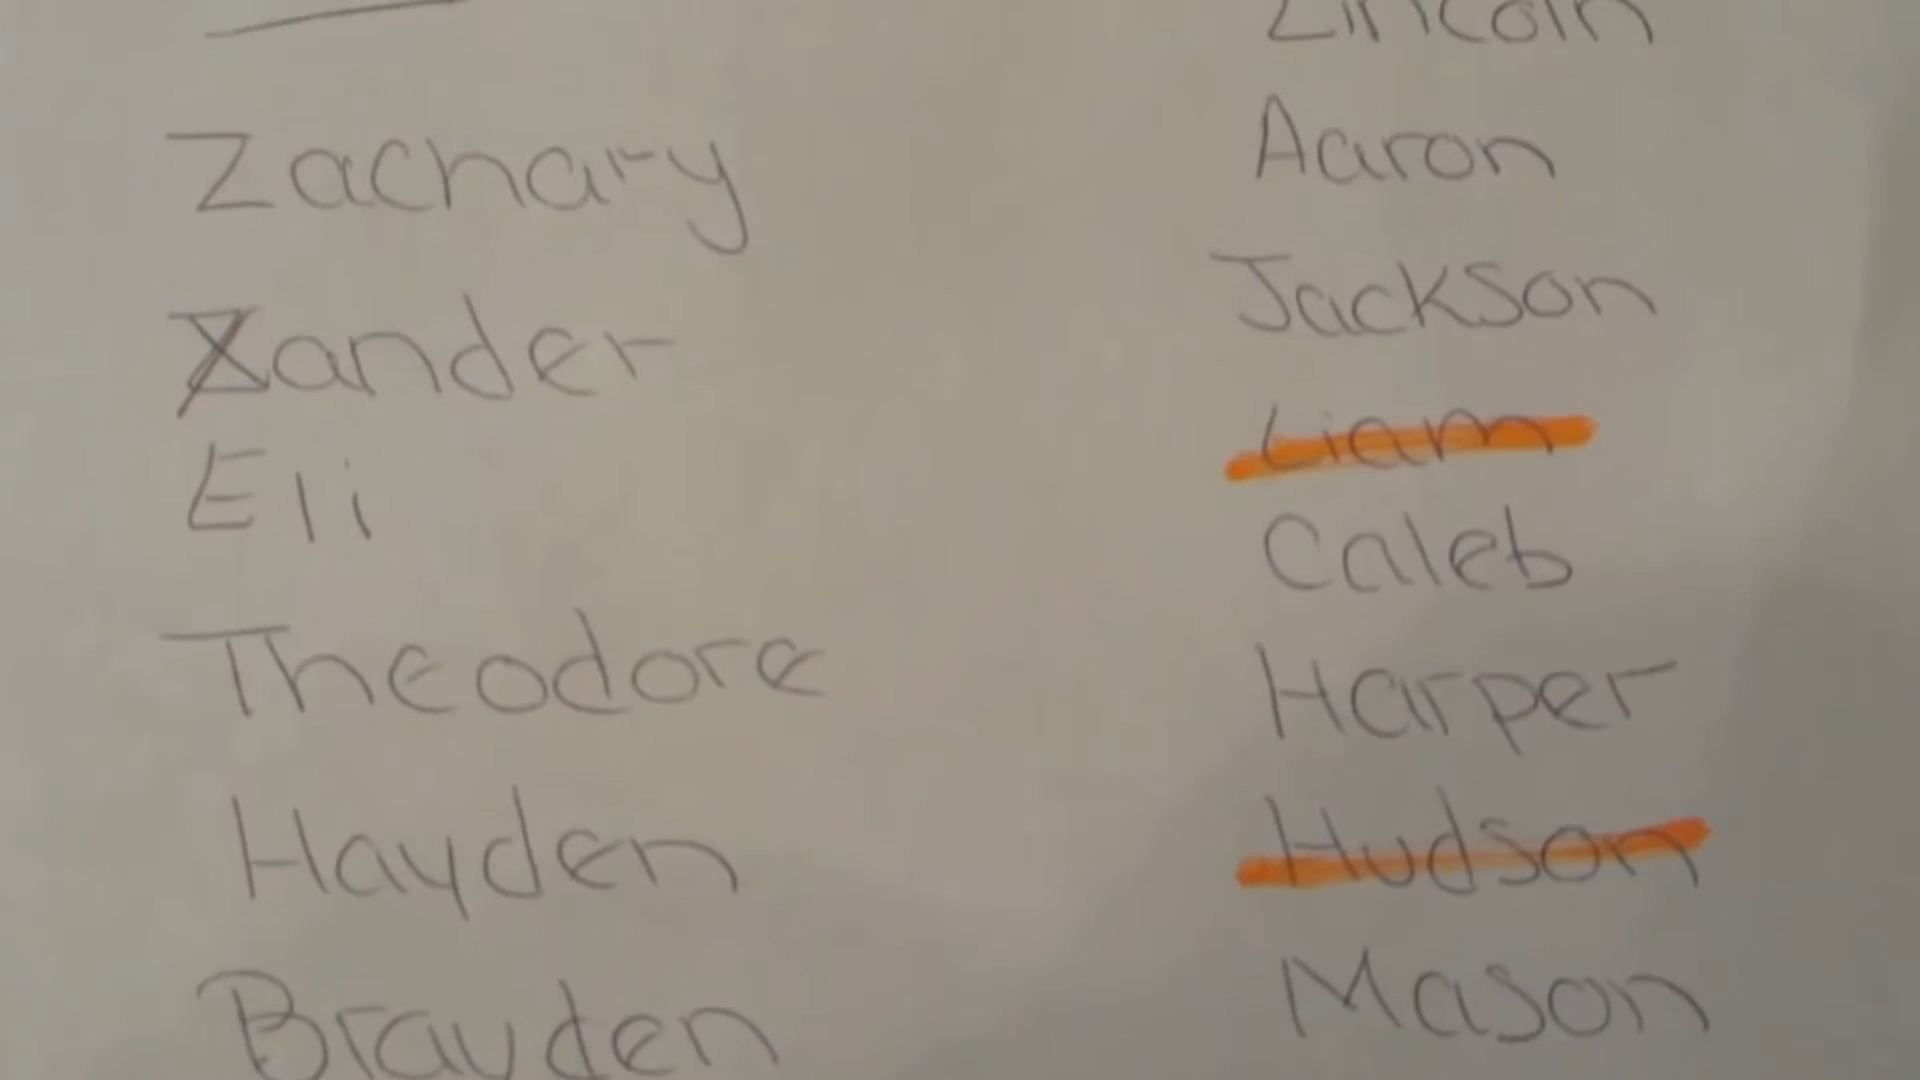 Zachary
Xander
Eli
Theodore
Hayden
Brayden
Lincoln
Aaron
Jackson
Liam
Caleb
Harper
Hudson
Mason